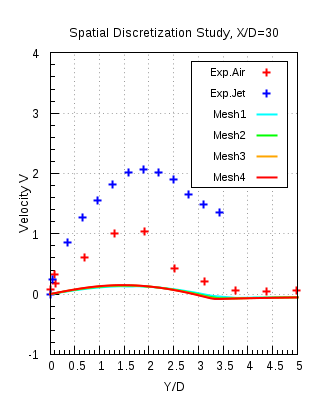 Spatial Discretization Study, X/D=30
4
3
2
1
0
-1
Velocity V
Exp.Air
Exp.Jet
Mesh1
Mesh2
Mesh3
Mesh4
0 0.5 1 1.5 2 2.5 3 3.5 4 4.5 5
Y/D